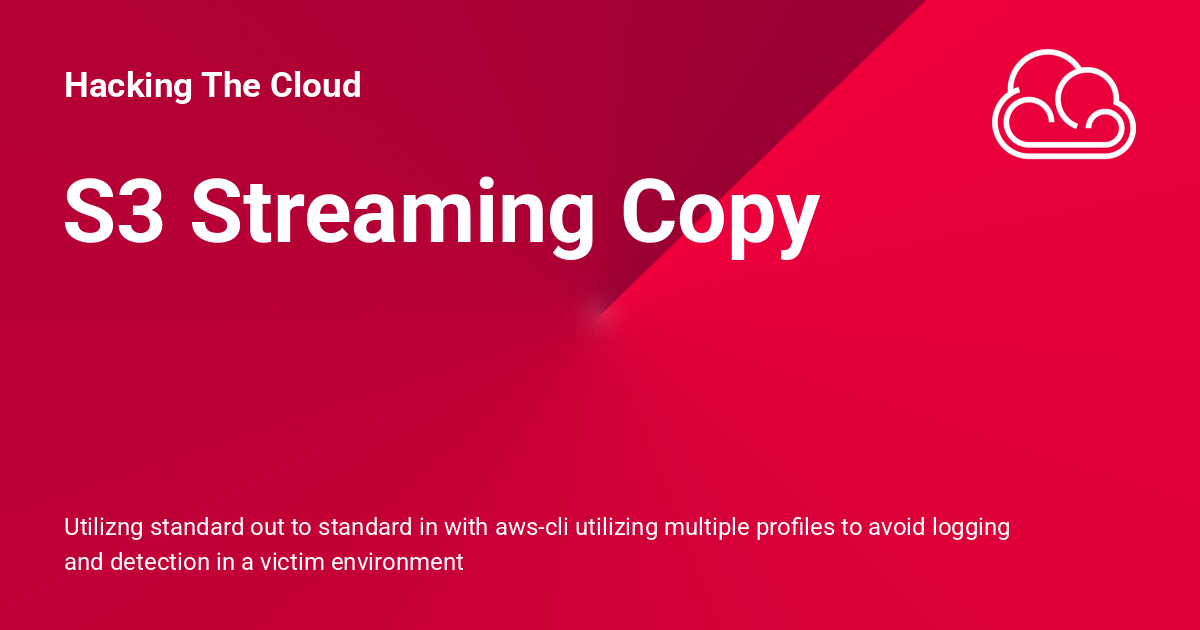 Hacking The Cloud
S3 Streaming Copy
Utilizng standard out to standard in with aws-cli utilizing multiple profiles to avoid logging
and detection in a victim environment